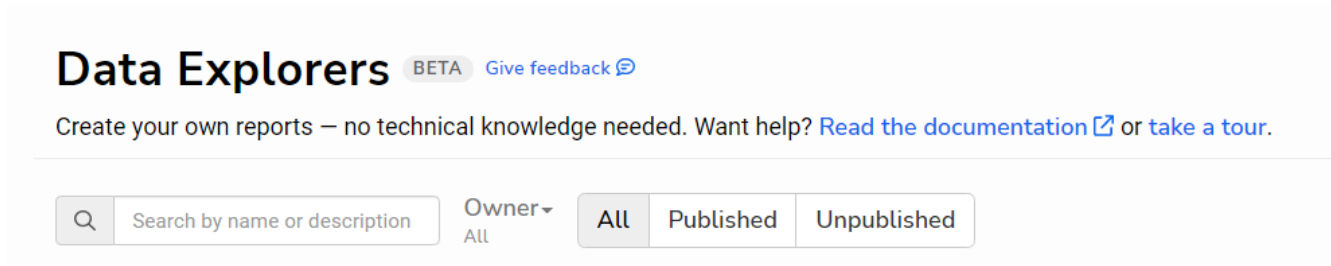 Data Explorers BETA Give feedback
Create your own reports — no technical knowledge needed. Want help? Read the documentation or take a tour.
Search by name or description
Owner
All
All Published Unpublished